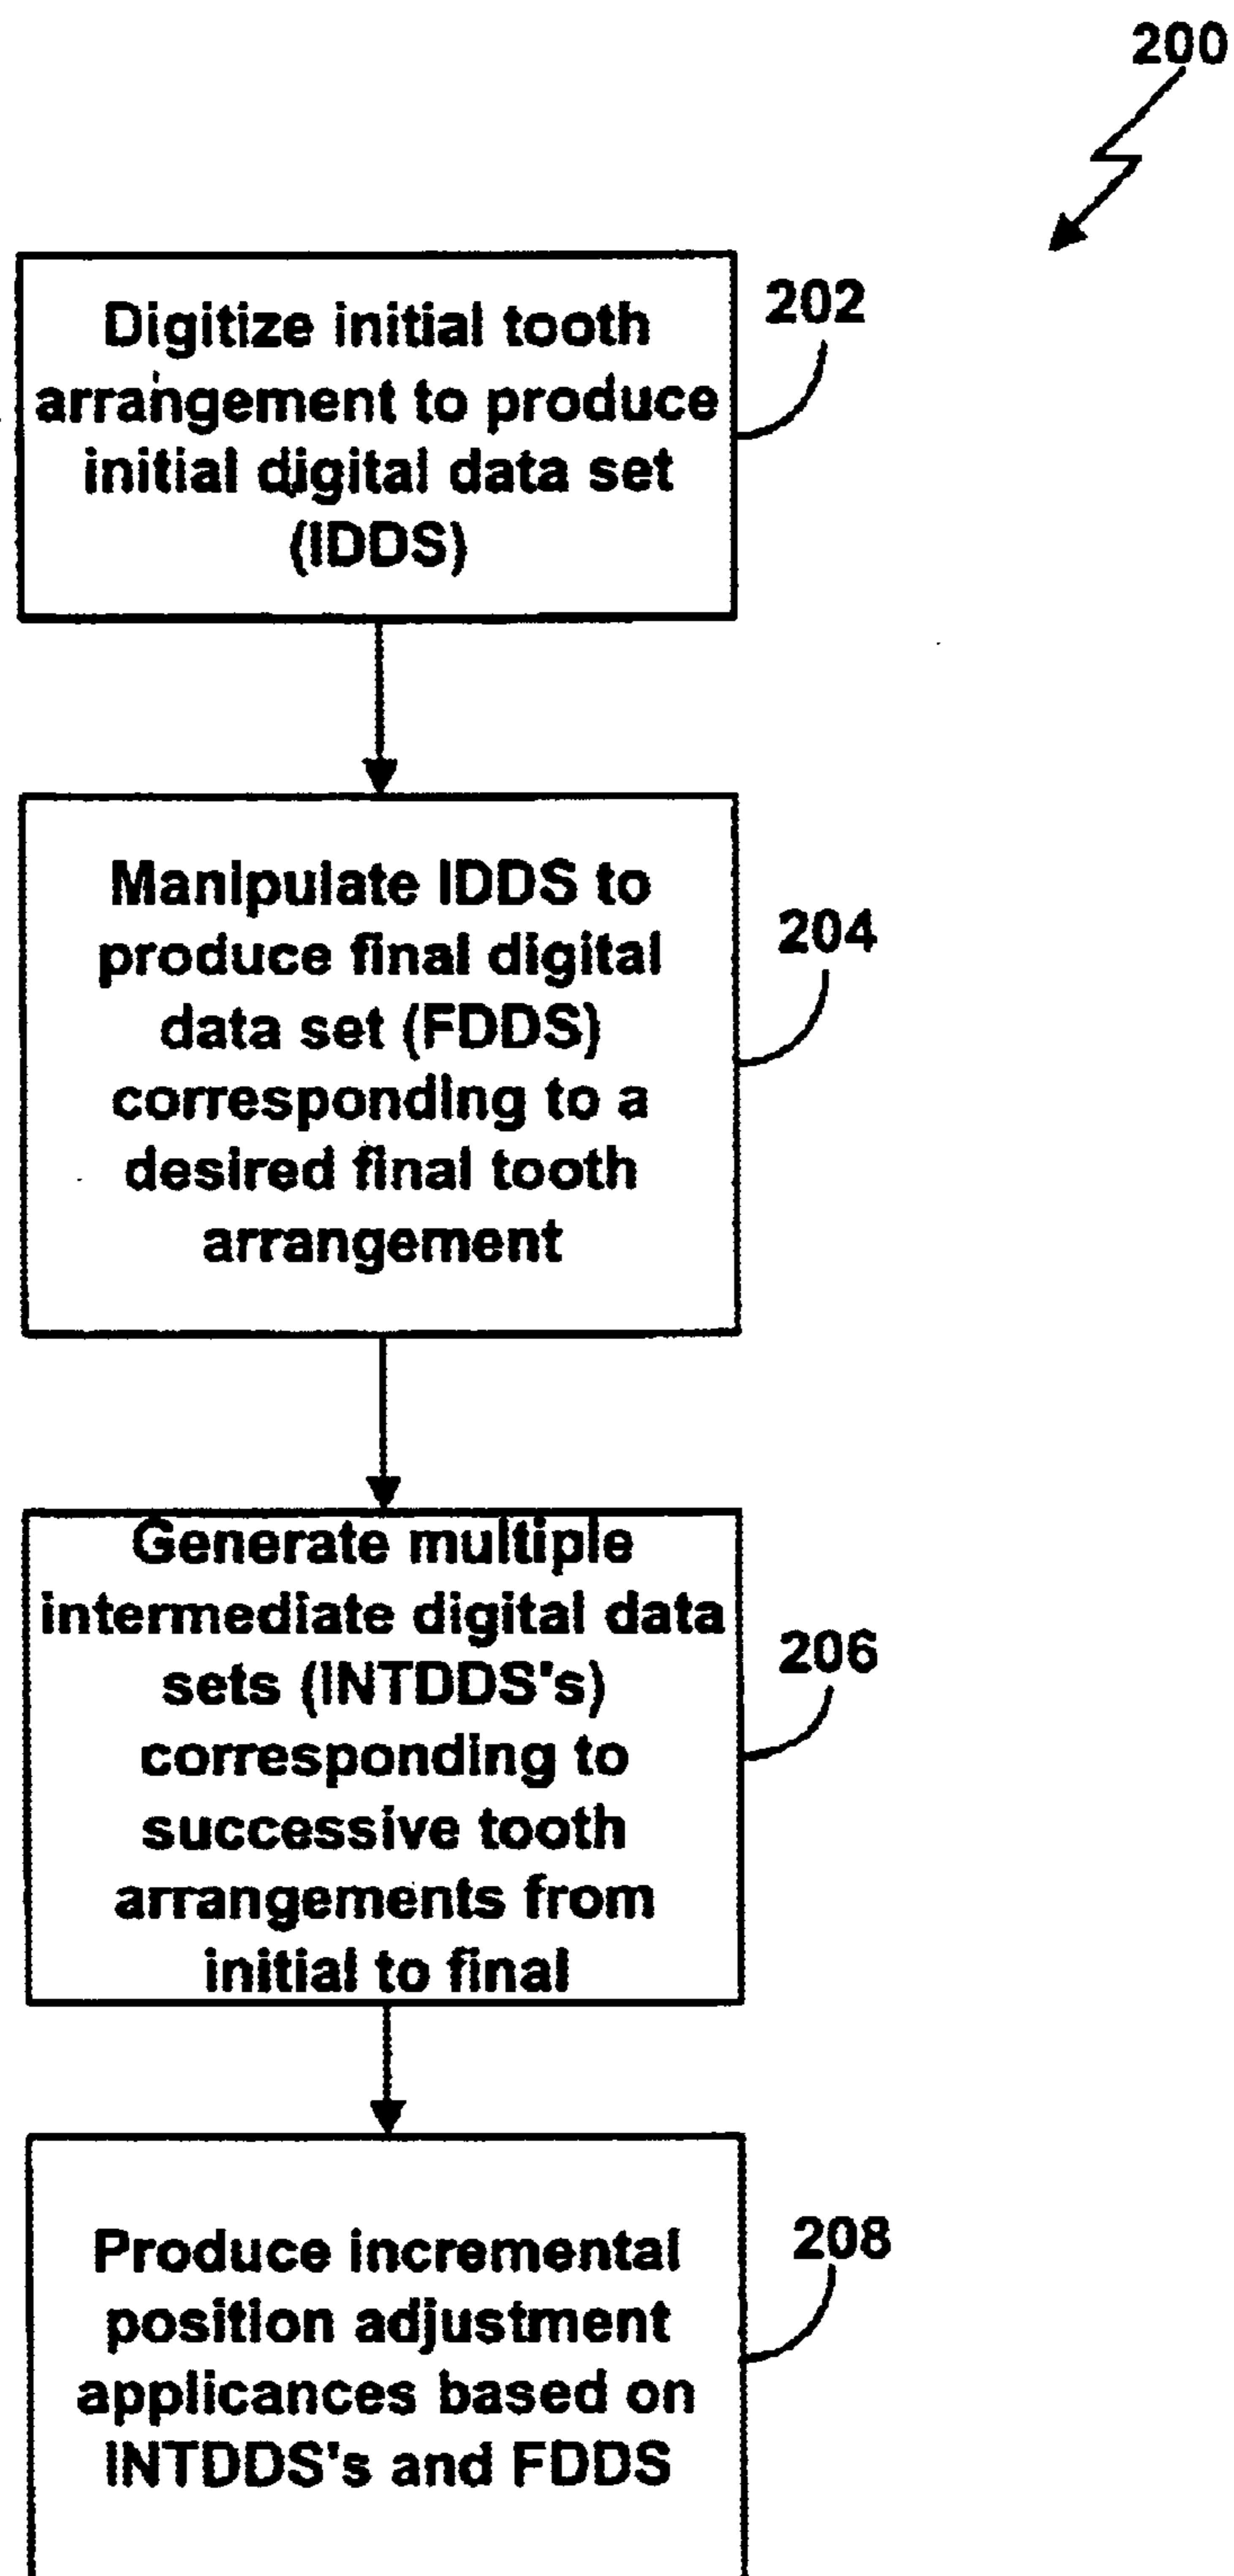 200
Digitize initial tooth
arrangement to produce
initial digital data set
(IDDS)
202
Manipulate IDDS to
produce final digital
data set (FDDS)
corresponding to a
desired final tooth
arrangement
204
Generate multiple
intermediate digital data
sets (INTDDS's)
corresponding to
successive tooth
arrangements from
initial to final
206
Produce incremental
position adjustment
applicances based on
INTDDS's and FDDS
208